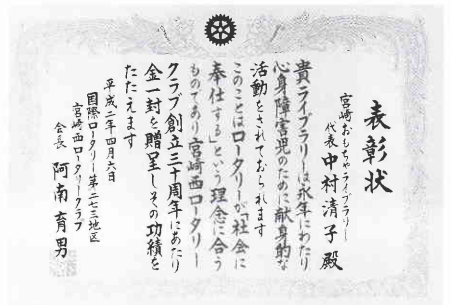 表彰状
宮崎おもちゃライブラリー
代表 中村清子殿
貴ライブラリーは永年にわたり
心身障害児のために献身的な
活動をされておられます
このことはロータリーが「社会に
奉仕する」という理念に合う
ものであり宮崎西ロータリー
クラブ創立三十周年にあたり
金一封を贈呈しその功績を
たたえます
平成二年四月六日
国際ロータリー第二七三地区
宮崎西ロータリークラブ
会長 阿南育男